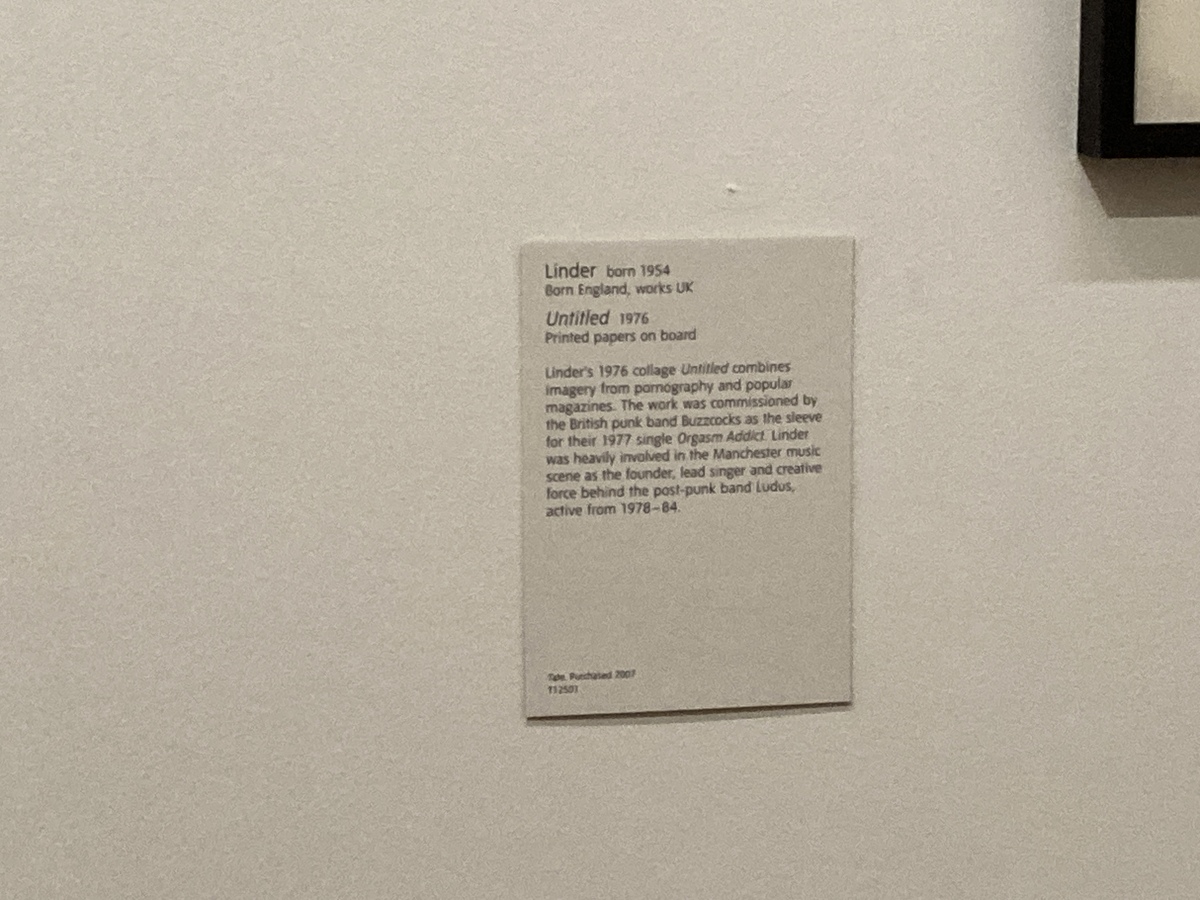 Linder born 1954
Born England, works UK
Untitled 1976
Printed papers on board
Linder's 1976 collage Untitled combines
imagery from pornography and popular
magazines. The work was commissioned by
the British punk band Buzzcocks as the sleeve
for their 1977 single Orgasm Addict. Linder
was heavily involved in the Manchester music
scene as the founder, lead singer and creative
force behind the post-punk band Ludus,
active from 1978–84.
Tate. Purchased 2007
T12501